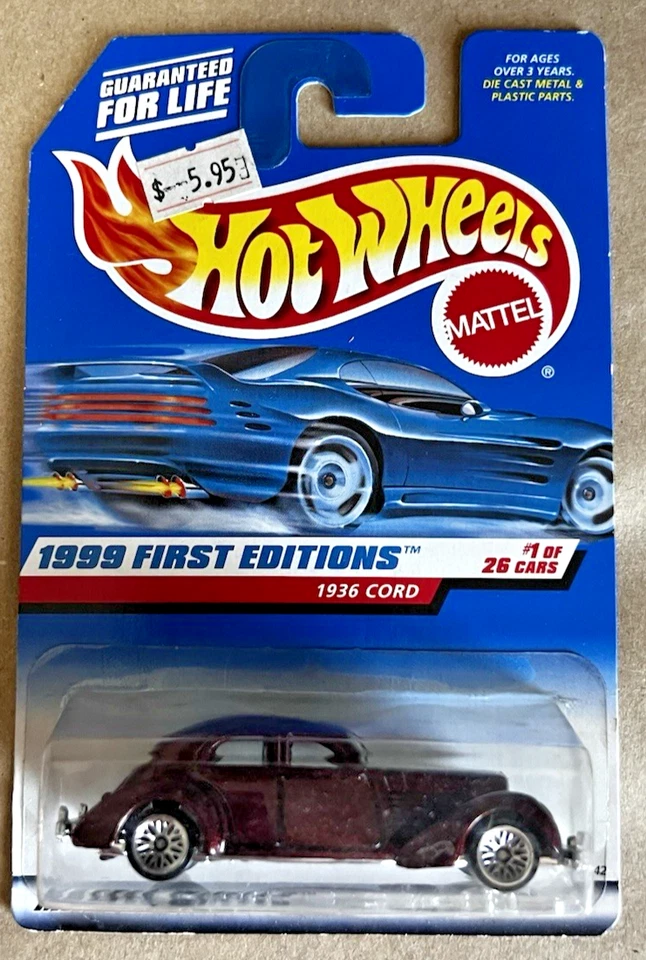 GUARANTEED
FOR LIFE
FOR AGES
OVER 3 YEARS.
DIE CAST METAL &
PLASTIC PARTS.
$--5.95
HOT WHEELS
MATTEL
®
1999 FIRST EDITIONS™
#1 OF
26 CARS
1936 CORD
42